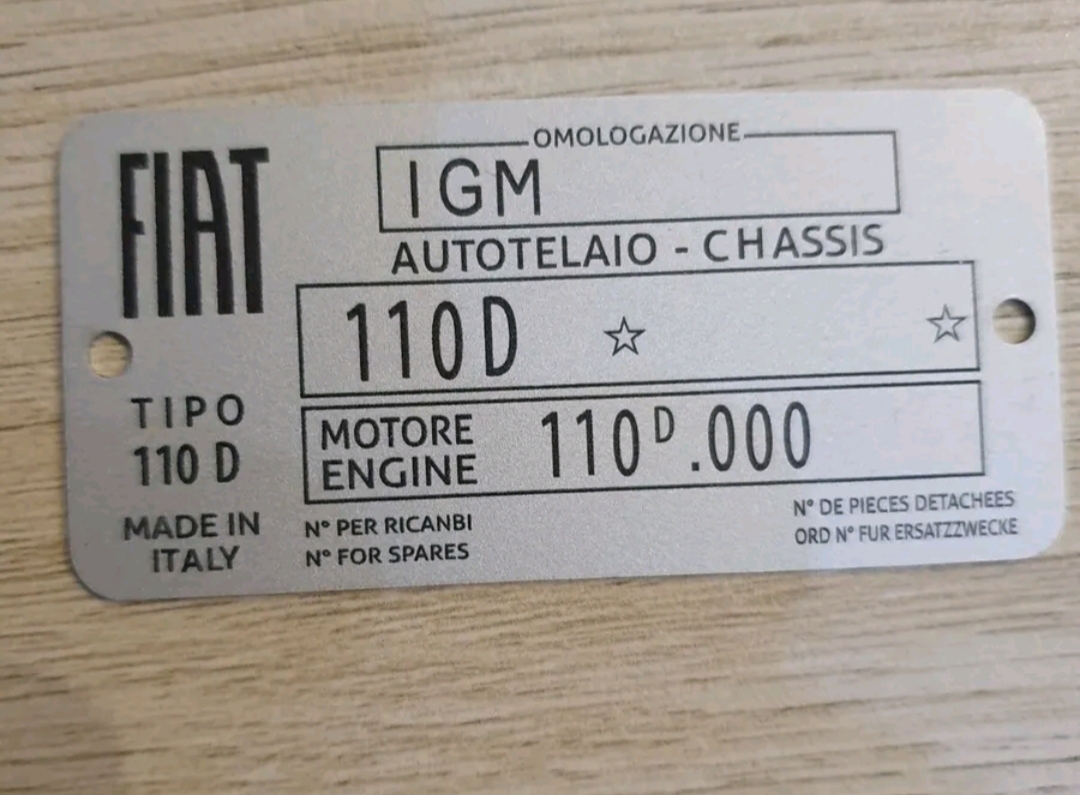 FIAT
OMOLOGAZIONE
IGM
AUTOTELAIO - CHASSIS
110 D ☆ ☆
TIPO
110 D
MOTORE
ENGINE
110ᴰ.000
MADE IN
ITALY
N° PER RICANBI
N° FOR SPARES
N° DE PIECES DETACHEES
ORD N° FUR ERSATZZWECKE